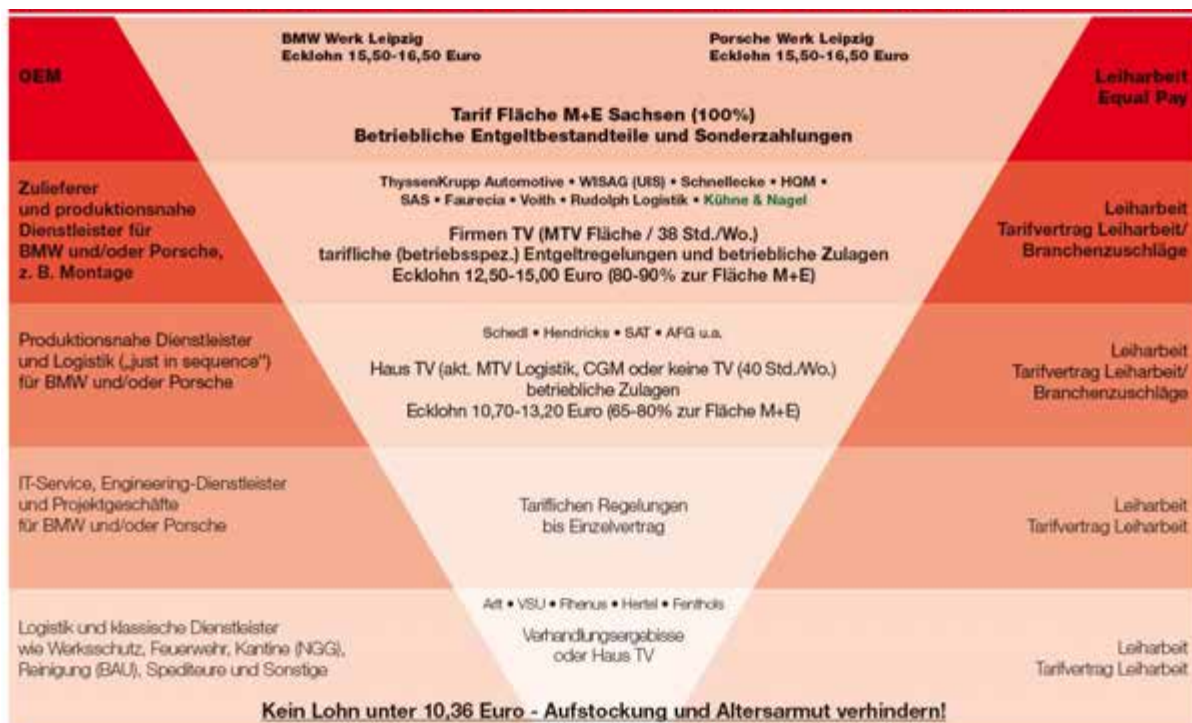 BMW Werk Leipzig
Ecklohn 15,50-16,50 Euro
Porsche Werk Leipzig
Ecklohn 15,50-16,50 Euro
OEM
Leiharbeit
Equal Pay
Tarif Fläche M+E Sachsen (100%)
Betriebliche Entgeltbestandteile und Sonderzahlungen
Zulieferer
und produktionsnahe
Dienstleister für
BMW und/oder Porsche,
z. B. Montage
ThyssenKrupp Automotive • WISAG (UIS) • Schnellecke • HQM •
SAS • Faurecia • Voith • Rudolph Logistik • Kühne & Nagel
Firmen TV (MTV Fläche / 38 Std./Wo.)
tarifliche (betriebsspez.) Entgeltregelungen und betriebliche Zulagen
Ecklohn 12,50-15,00 Euro (80-90% zur Fläche M+E)
Leiharbeit
Tarifvertrag Leiharbeit/
Branchenzuschläge
Produktionsnahe Dienstleister
und Logistik („just in sequence")
für BMW und/oder Porsche
Schedl • Hendricks • SAT • AFG u.a.
Haus TV (akt. MTV Logistik, CGM oder keine TV (40 Std./Wo.)
betriebliche Zulagen
Ecklohn 10,70-13,20 Euro (65-80% zur Fläche M+E)
Leiharbeit
Tarifvertrag Leiharbeit/
Branchenzuschläge
IT-Service, Engineering-Dienstleister
und Projektgeschäfte
für BMW und/oder Porsche
Tariflichen Regelungen
bis Einzelvertrag
Leiharbeit
Tarifvertrag Leiharbeit
Logistik und klassische Dienstleister
wie Werksschutz, Feuerwehr, Kantine (NGG),
Reinigung (BAU), Spediteure und Sonstige
VSU • Rhenus • Hertel •
Verhandlungsergebisse
oder Haus TV
Leiharbeit
Tarifvertrag Leiharbeit
Kein Lohn unter 10,36 Euro - Aufstockung und Altersarmut verhindern!